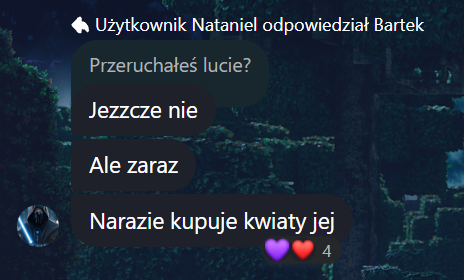 Użytkownik Nataniel odpowiedział Bartek
Przeruchałeś lucie?
Jezzcze nie
Ale zaraz
Narazie kupuje kwiaty jej
4